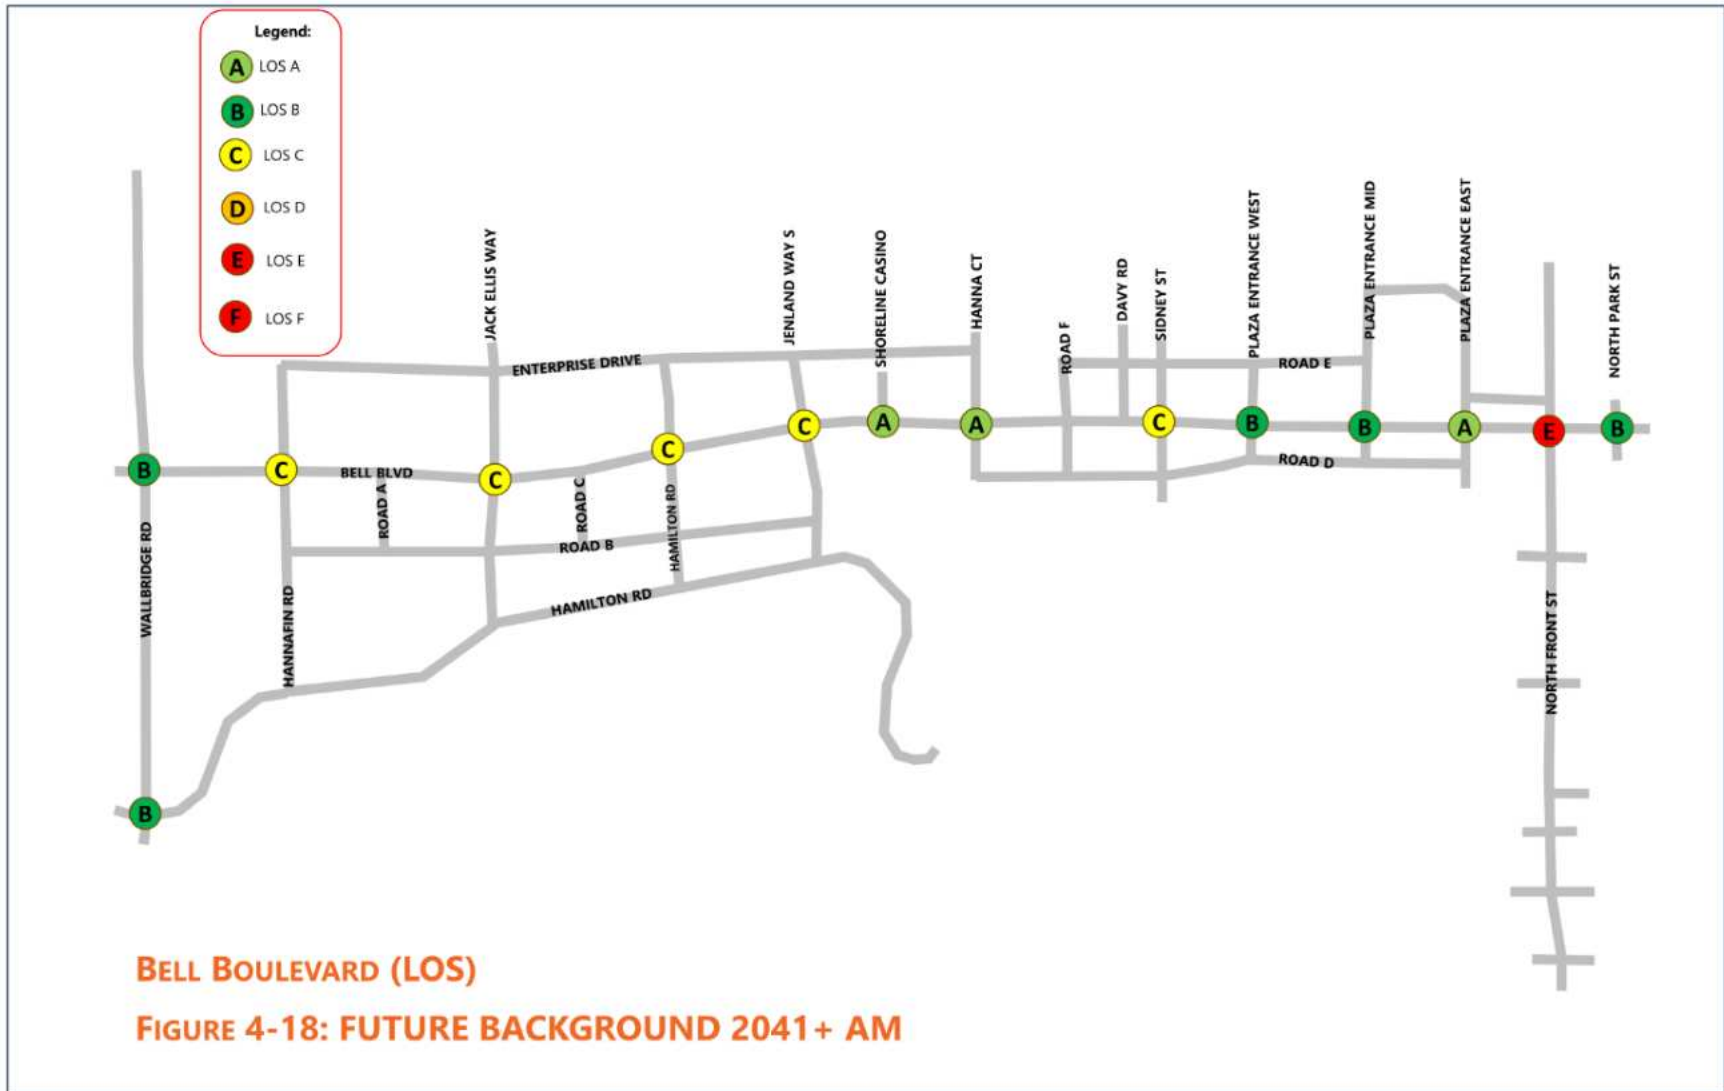 Legend:
A LOS A
B LOS B
C LOS C
D LOS D
E LOS E
F LOS F
JACK ELLIS WAY
JENLAND WAY S
SHORELINE CASINO
HANNA CT
ROAD F
DAVY RD
SIDNEY ST
PLAZA ENTRANCE WEST
PLAZA ENTRANCE MID
PLAZA ENTRANCE EAST
NORTH PARK ST
ENTERPRISE DRIVE
ROAD E
B
C
C
C
C
A
A
C
B
B
A
E
B
BELL BLVD
ROAD D
ROAD A
ROAD C
HAMILTON RD
WALLBRIDGE RD
ROAD B
HANNAFIN RD
HAMILTON RD
NORTH FRONT ST
B
BELL BOULEVARD (LOS)
FIGURE 4-18: FUTURE BACKGROUND 2041+ AM